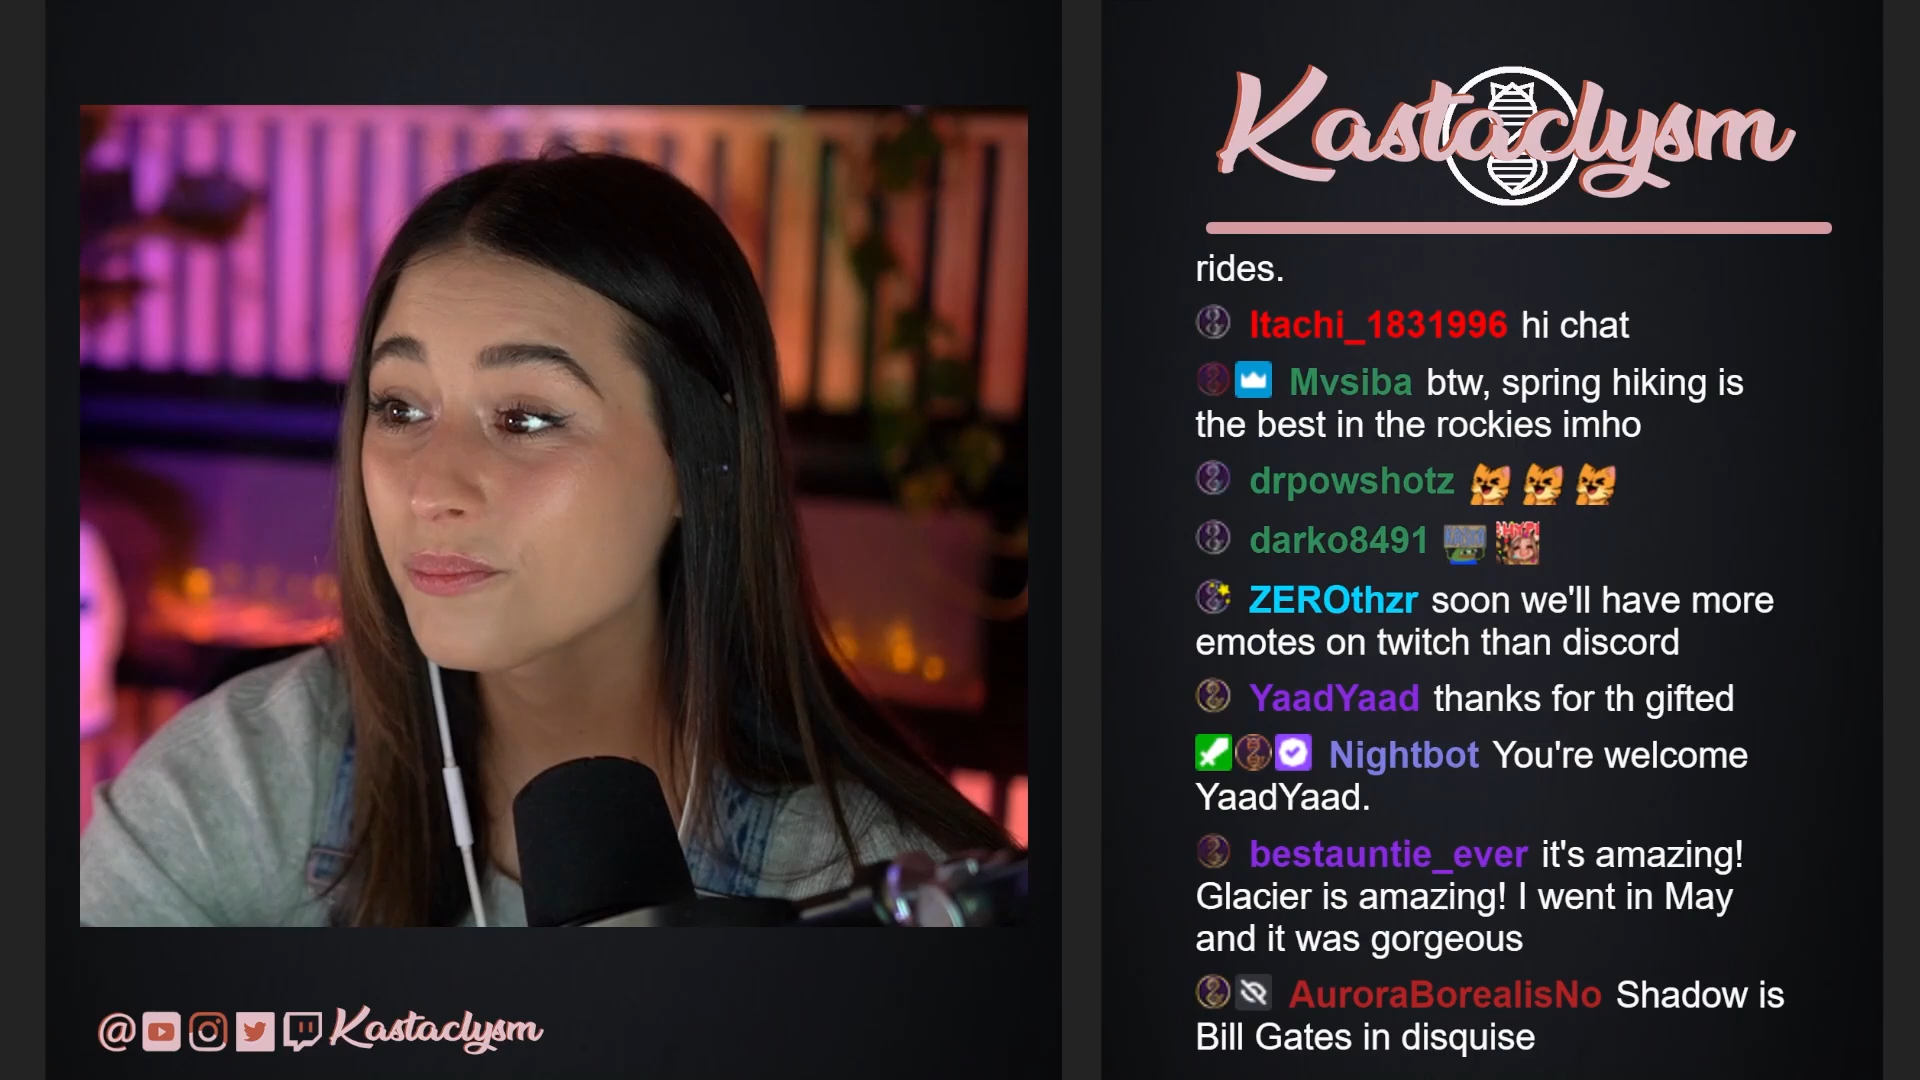 Kastaclysm
rides.
Itachi_1831996 hi chat
Mvsiba btw, spring hiking is
the best in the rockies imho
drpowshotz
darko8491
ZEROthzr soon we'll have more
emotes on twitch than discord
YaadYaad thanks for th gifted
Nightbot You're welcome
YaadYaad.
bestauntie_ever it's amazing!
Glacier is amazing! I went in May
and it was gorgeous
AuroraBorealisNo Shadow is
Bill Gates in disquise
@ Kastaclysm